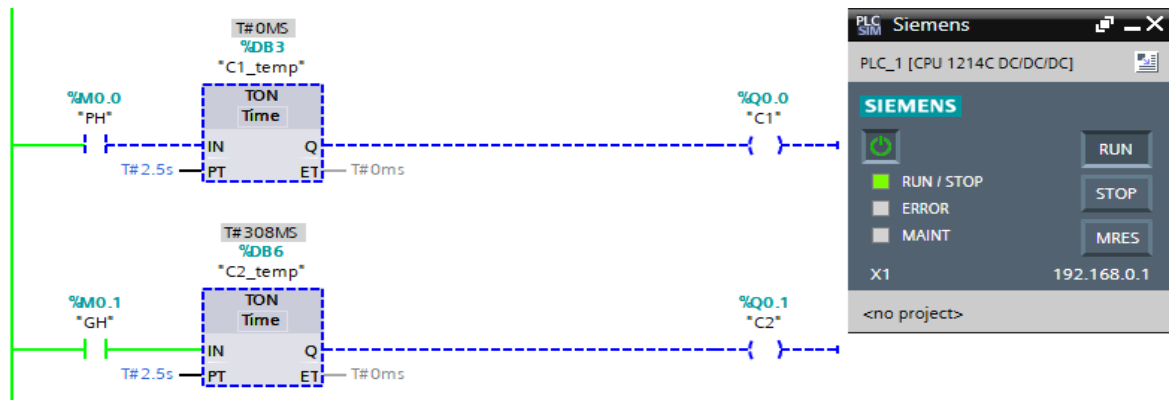 T#0MS
%DB3
"C1_temp"
TON
Time
%M0.0
"PH"
IN
Q
T#2.5s
PT
ET
T#0ms
%Q0.0
"C1"
T#308MS
%DB6
"C2_temp"
TON
Time
%M0.1
"GH"
IN
Q
T#2.5s
PT
ET
T#0ms
%Q0.1
"C2"
PLC SIM Siemens
PLC_1 [CPU 1214C DC/DC/DC]
SIEMENS
RUN
RUN / STOP
STOP
ERROR
MAINT
MRES
X1 192.168.0.1
<no project>